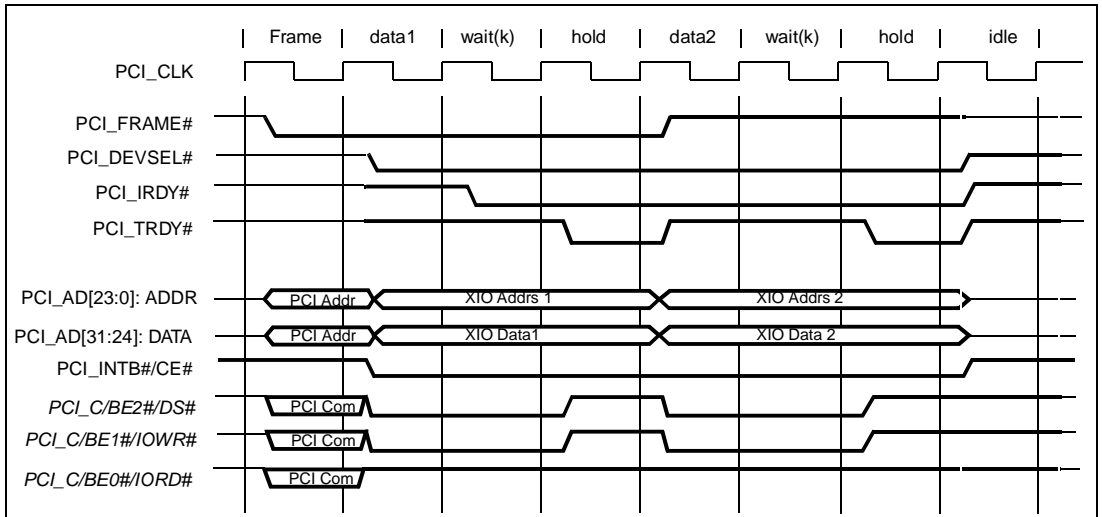 Frame data1 wait(k) hold data2 wait(k) hold idle
PCI_CLK
PCI_FRAME#
PCI_DEVSEL#
PCI_IRDY#
PCI_TRDY#
PCI_AD[23:0]: ADDR PCI Addr XIO Addrs 1 XIO Addrs 2
PCI_AD[31:24]: DATA PCI Addr XIO Data1 XIO Data 2
PCI_INTB#/CE#
PCI_C/BE2#/DS# PCI Com
PCI_C/BE1#/IOWR# PCI Com
PCI_C/BE0#/IORD# PCI Com